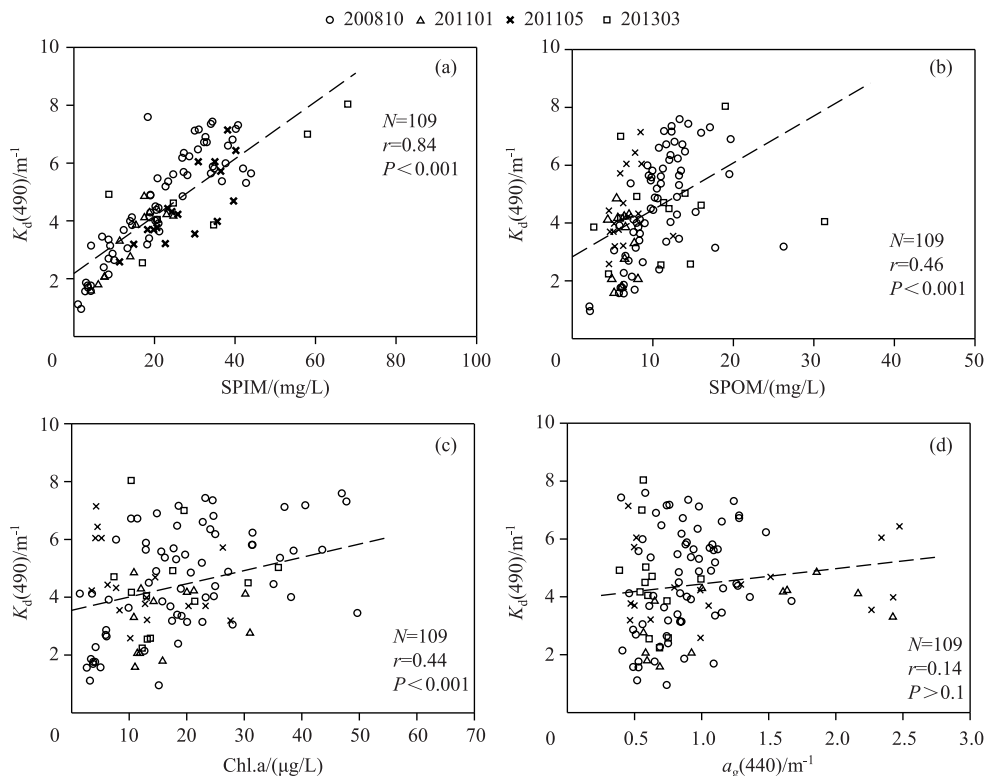 ○ 200810 △ 201101 × 201105 □ 201303
10
8
6
4
2
0
20
40
60
80
100
Kd(490)/m⁻¹
SPIM/(mg/L)
(a)
N=109
r=0.84
P<0.001
10
8
6
4
2
0
10
20
30
40
50
Kd(490)/m⁻¹
SPOM/(mg/L)
(b)
N=109
r=0.46
P<0.001
10
8
6
4
2
0
10
20
30
40
50
60
70
Kd(490)/m⁻¹
Chl.a/(μg/L)
(c)
N=109
r=0.44
P<0.001
10
8
6
4
2
0
0.5
1.0
1.5
2.0
2.5
3.0
Kd(490)/m⁻¹
ag(440)/m⁻¹
(d)
N=109
r=0.14
P>0.1